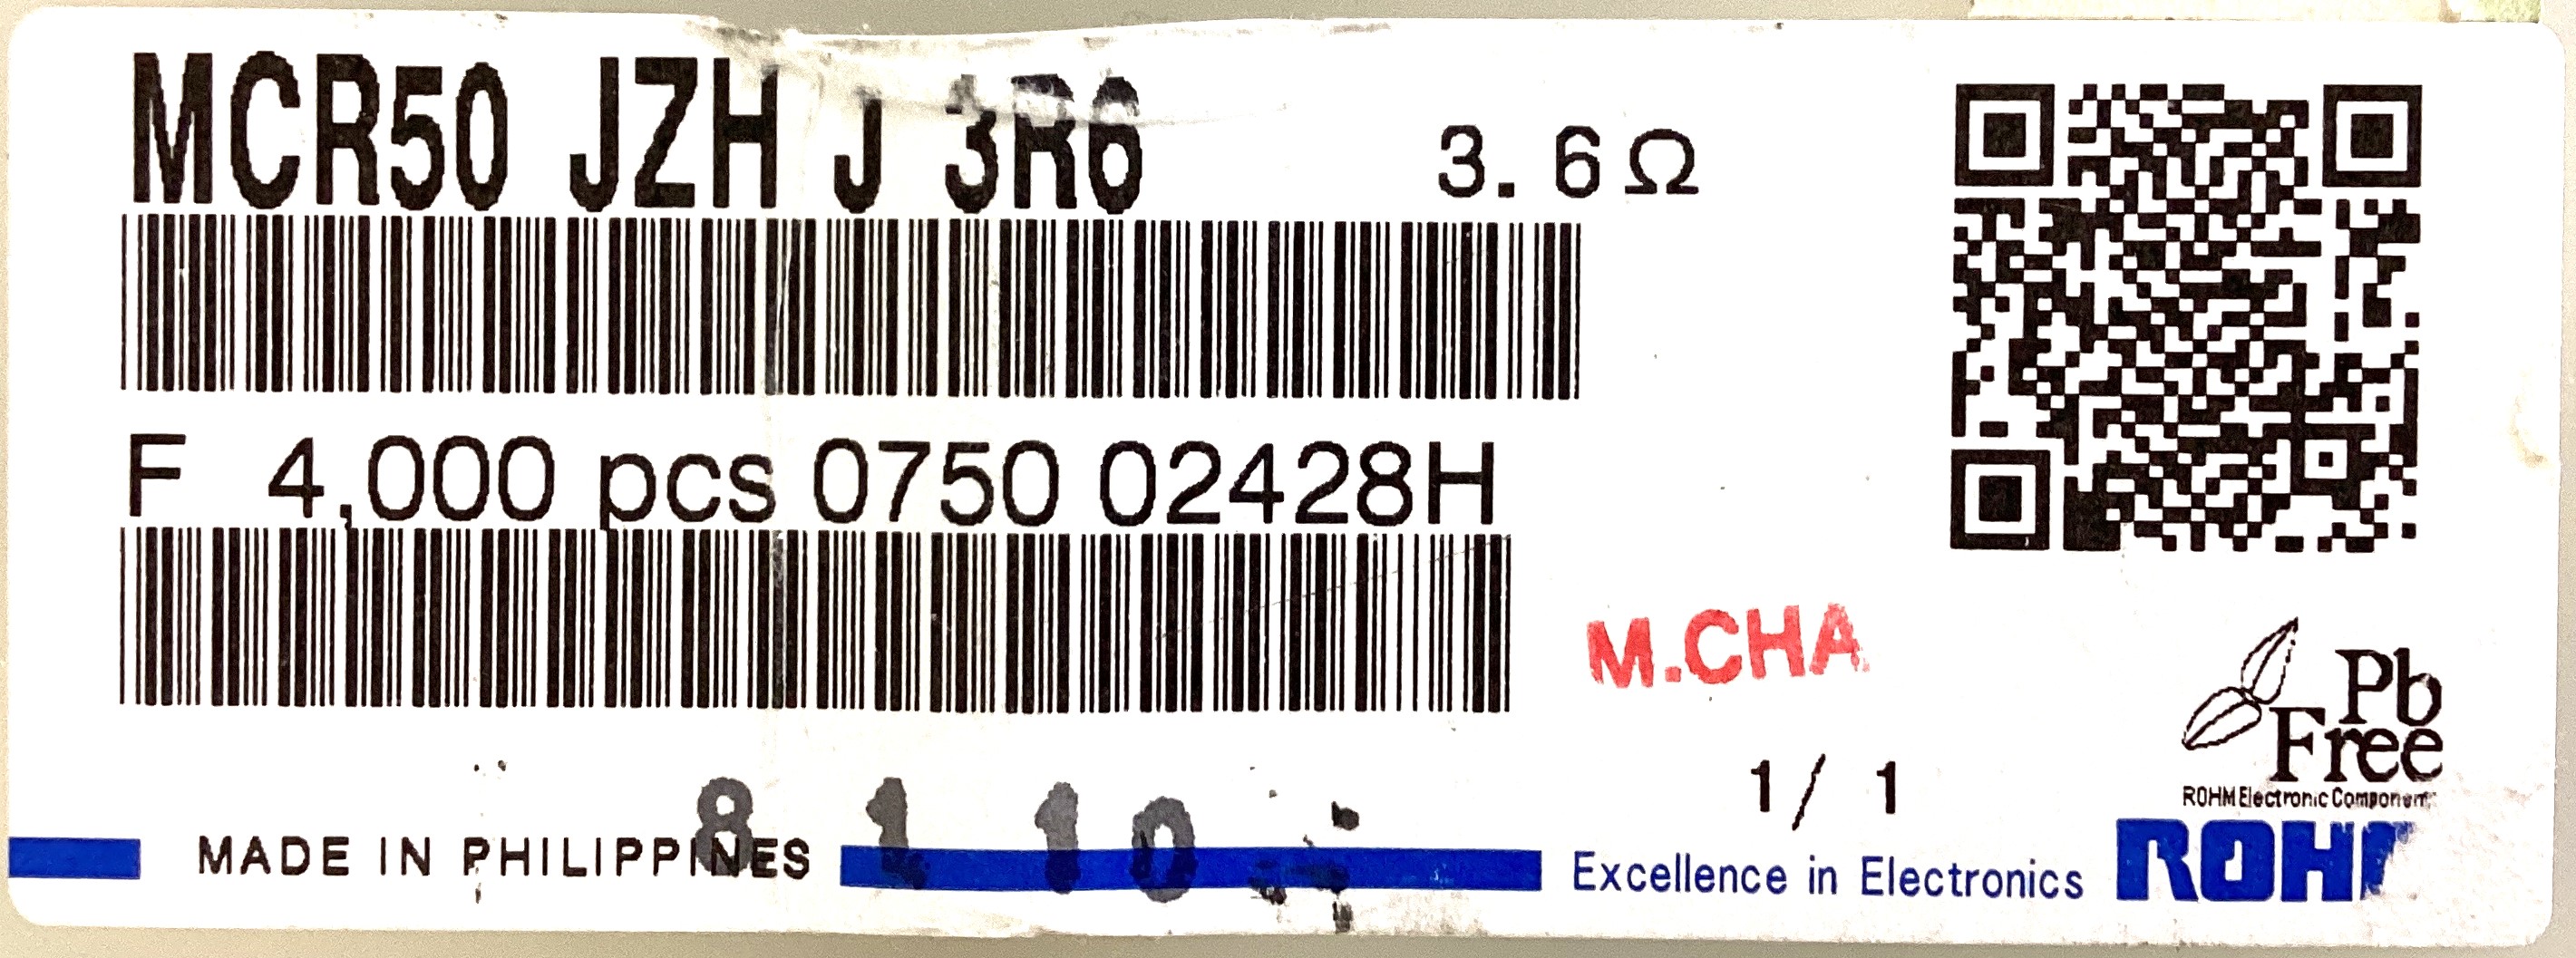 MCR50 JZH J 3R6 3.6Ω
F 4,000 pcs 0750 02428H
M.CHA
Pb
Free
1/ 1
ROHM Electronic Component
8 1 10
MADE IN PHILIPPINES
Excellence in Electronics
ROHM